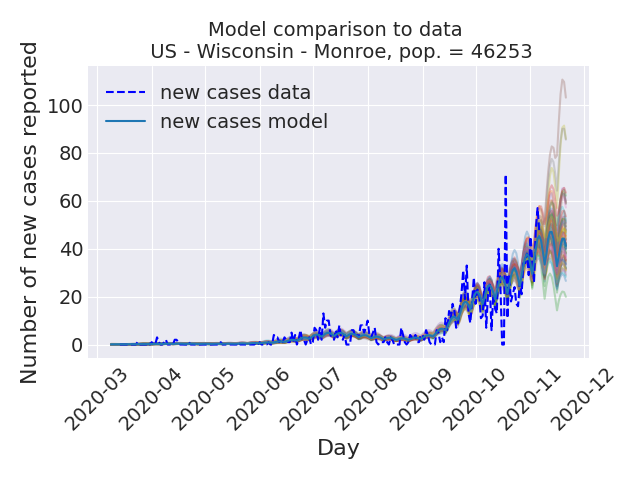 Model comparison to data
US - Wisconsin - Monroe, pop. = 46253
Number of new cases reported
new cases data
new cases model
100
80
60
40
20
0
2020-03
2020-04
2020-05
2020-06
2020-07
2020-08
2020-09
2020-10
2020-11
2020-12
Day